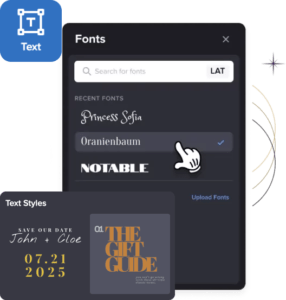 Text
Fonts
Search for fonts
LAT
RECENT FONTS
Princess Sofia
Oranienbaum
NOTABLE
Upload Fonts
Text Styles
SAVE OUR DATE
John + Cloe
07.21
2025
01
THE
GIFT
GUIDE